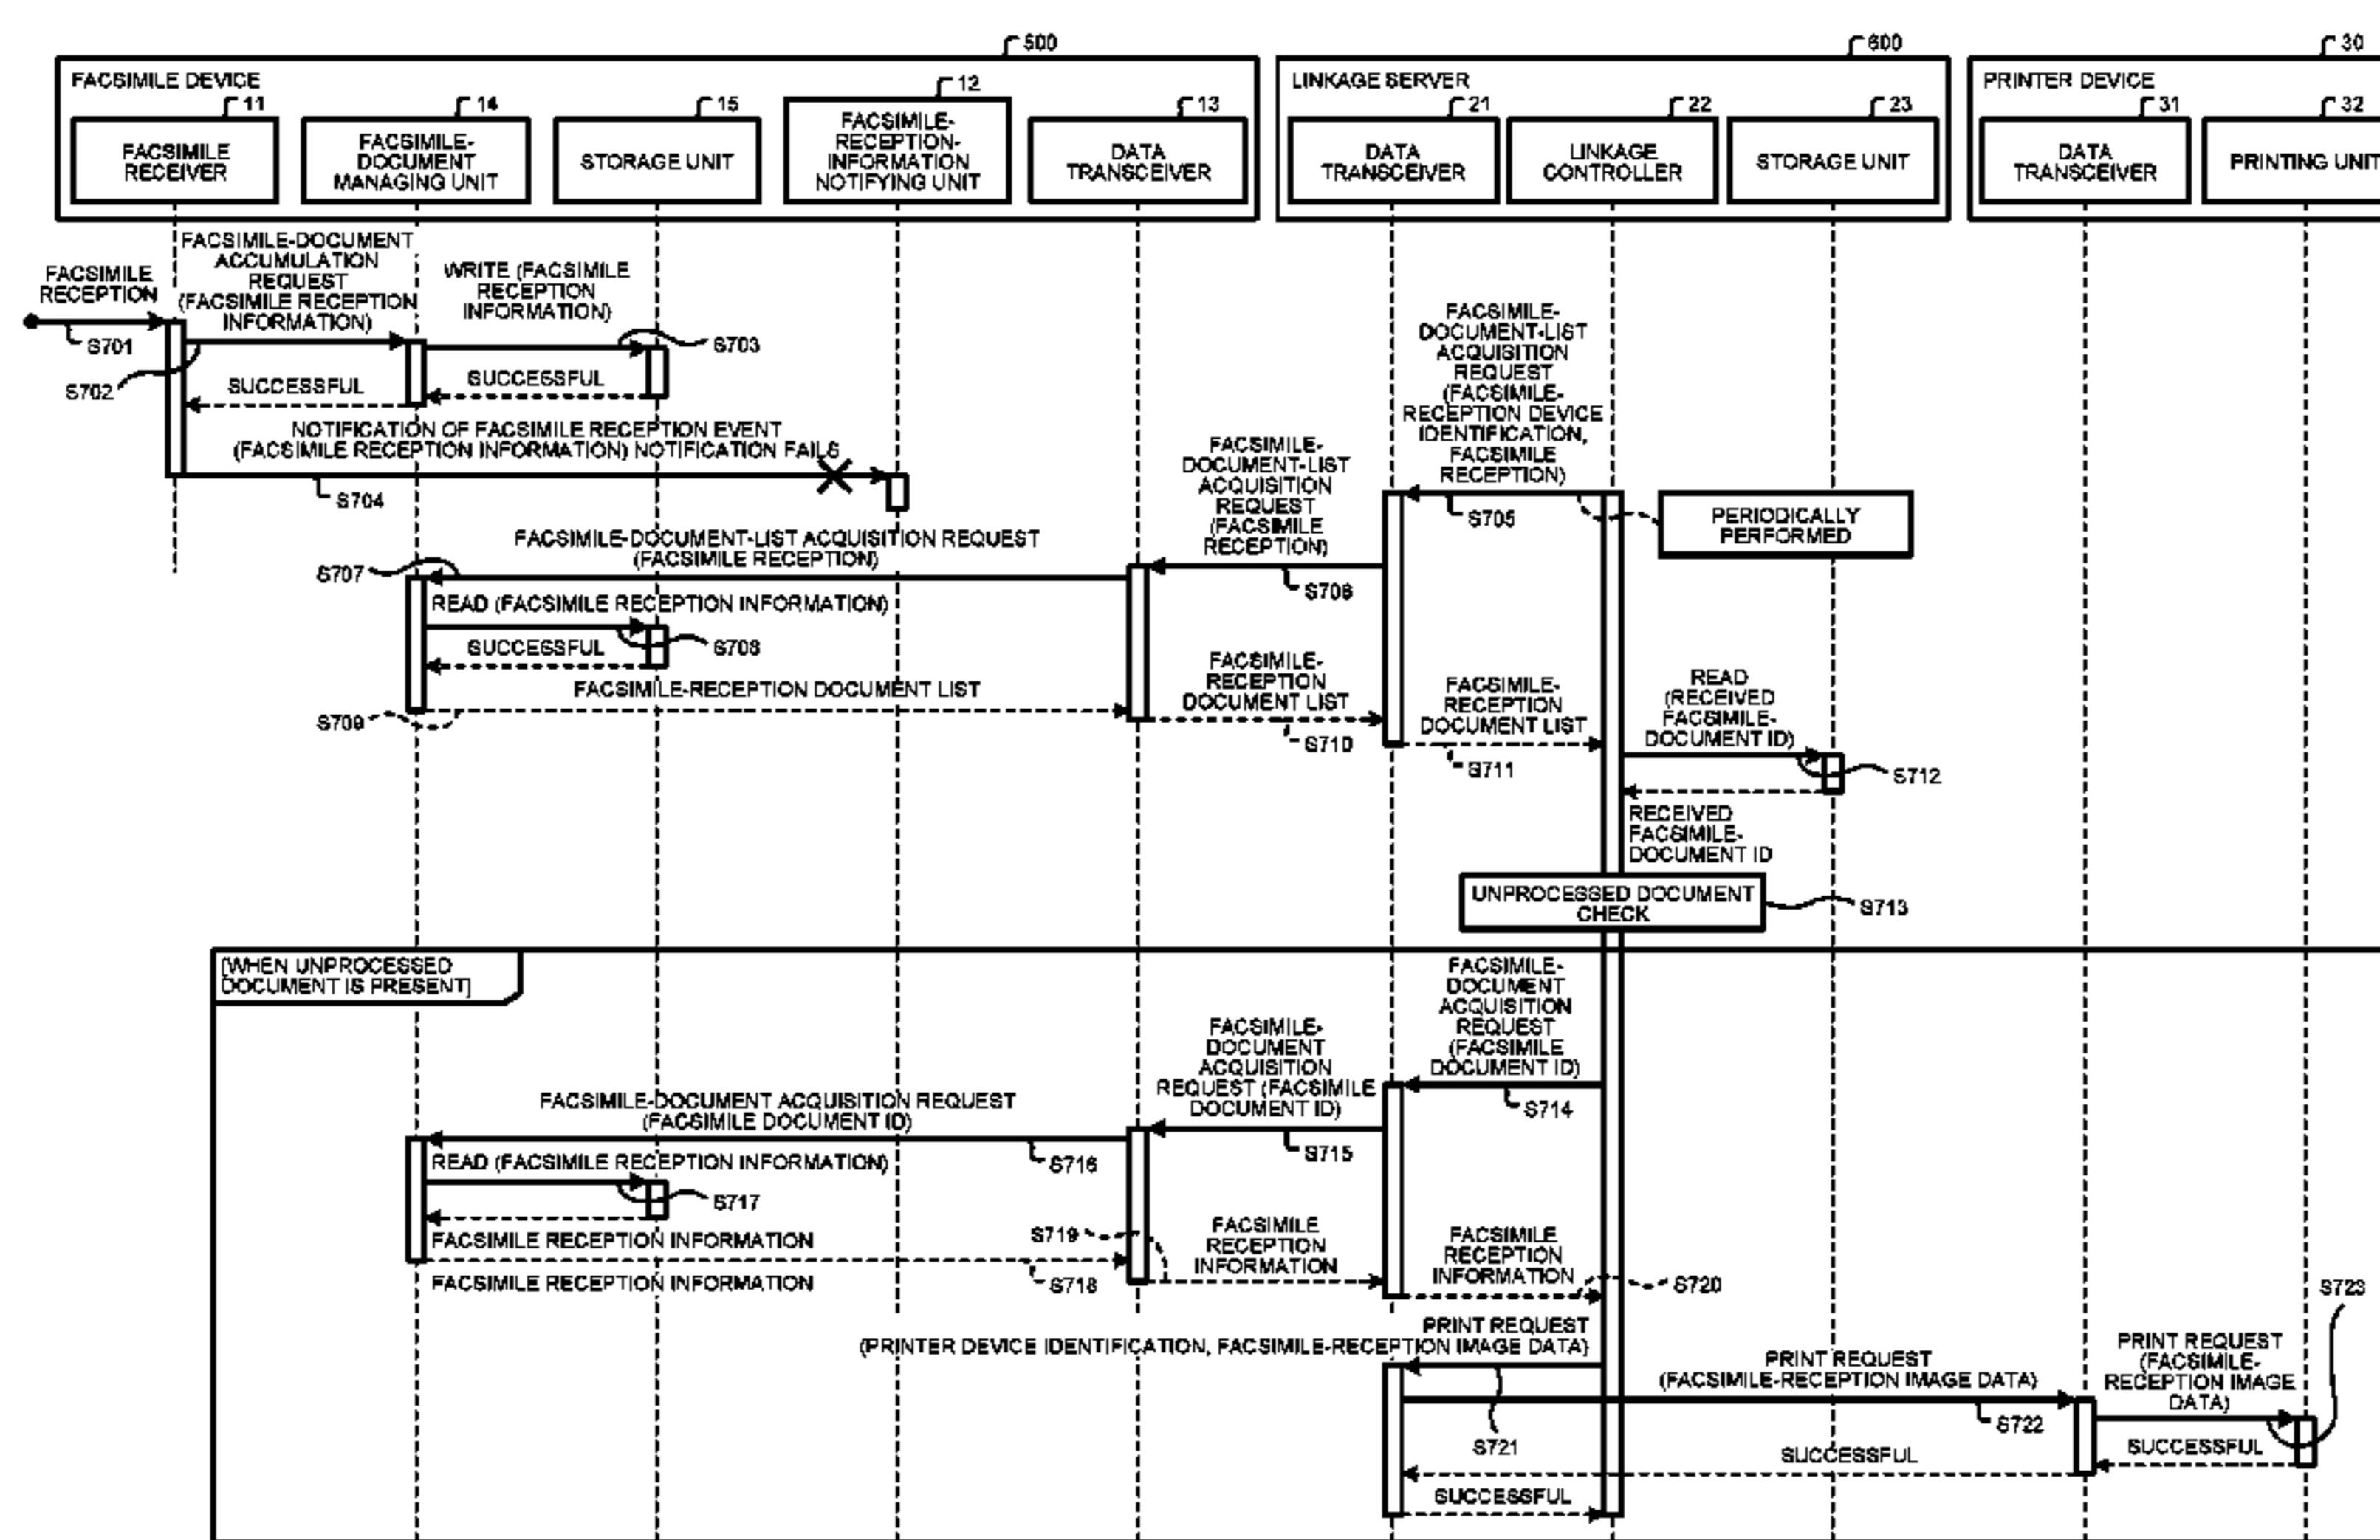 500
600
30
FACSIMILE DEVICE
LINKAGE SERVER
PRINTER DEVICE
11
14
15
12
13
21
22
23
31
32
FACSIMILE
RECEIVER
FACSIMILE-
DOCUMENT
MANAGING UNIT
STORAGE UNIT
FACSIMILE-
RECEPTION-
INFORMATION
NOTIFYING UNIT
DATA
TRANSCEIVER
DATA
TRANSCEIVER
LINKAGE
CONTROLLER
STORAGE UNIT
DATA
TRANSCEIVER
PRINTING UNIT
FACSIMILE
RECEPTION
S701
FACSIMILE-DOCUMENT
ACCUMULATION
REQUEST
(FACSIMILE RECEPTION
INFORMATION)
S702
WRITE (FACSIMILE
RECEPTION
INFORMATION)
S703
SUCCESSFUL
SUCCESSFUL
NOTIFICATION OF FACSIMILE RECEPTION EVENT
(FACSIMILE RECEPTION INFORMATION) NOTIFICATION FAILS
S704
FACSIMILE-
DOCUMENT-LIST
ACQUISITION
REQUEST
(FACSIMILE-
RECEPTION DEVICE
IDENTIFICATION,
FACSIMILE
RECEPTION)
S705
PERIODICALLY
PERFORMED
FACSIMILE-
DOCUMENT-LIST
ACQUISITION
REQUEST
(FACSIMILE
RECEPTION)
S706
FACSIMILE-DOCUMENT-LIST ACQUISITION REQUEST
(FACSIMILE RECEPTION)
S707
READ (FACSIMILE RECEPTION INFORMATION)
SUCCESSFUL
S708
FACSIMILE-RECEPTION DOCUMENT LIST
S709
FACSIMILE-
RECEPTION
DOCUMENT LIST
S710
FACSIMILE-
RECEPTION
DOCUMENT LIST
S711
READ
(RECEIVED
FACSIMILE-
DOCUMENT ID)
S712
RECEIVED
FACSIMILE-
DOCUMENT ID
UNPROCESSED DOCUMENT
CHECK
S713
[WHEN UNPROCESSED
DOCUMENT IS PRESENT]
FACSIMILE-
DOCUMENT
ACQUISITION
REQUEST
(FACSIMILE
DOCUMENT ID)
S714
FACSIMILE-
DOCUMENT
ACQUISITION
REQUEST (FACSIMILE
DOCUMENT ID)
S715
FACSIMILE-DOCUMENT ACQUISITION REQUEST
(FACSIMILE DOCUMENT ID)
S716
READ (FACSIMILE RECEPTION INFORMATION)
S717
FACSIMILE RECEPTION INFORMATION
FACSIMILE RECEPTION INFORMATION
S718
S719
FACSIMILE
RECEPTION
INFORMATION
FACSIMILE
RECEPTION
INFORMATION
S720
PRINT REQUEST
(PRINTER DEVICE IDENTIFICATION, FACSIMILE-RECEPTION IMAGE DATA)
S721
PRINT REQUEST
(FACSIMILE-RECEPTION IMAGE DATA)
S722
PRINT REQUEST
(FACSIMILE-
RECEPTION IMAGE
DATA)
S723
SUCCESSFUL
SUCCESSFUL
SUCCESSFUL